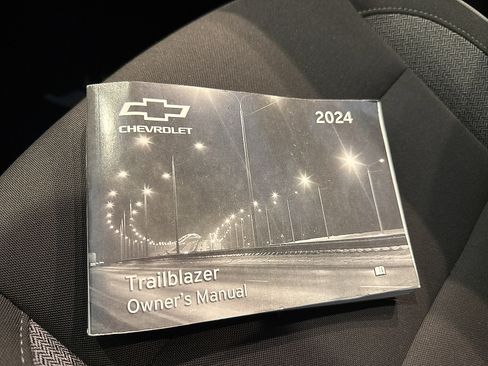 CHEVROLET
2024
Trailblazer
Owner's Manual